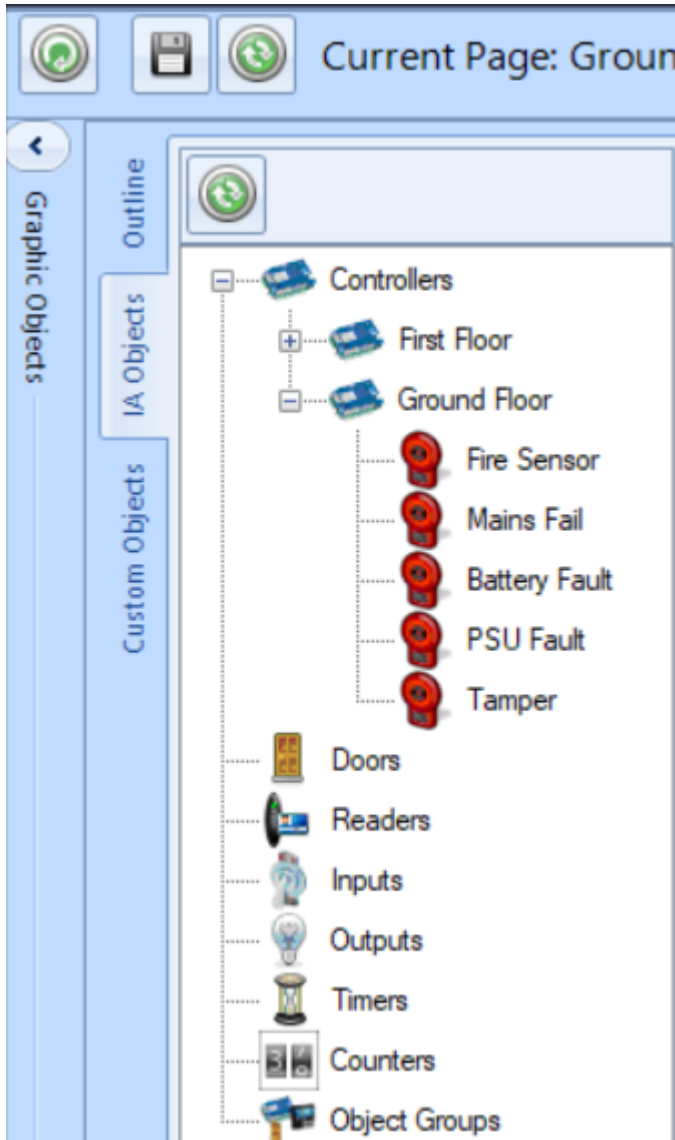 Current Page: Groun
Graphic Objects
Outline
IA Objects
Custom Objects
Controllers
First Floor
Ground Floor
Fire Sensor
Mains Fail
Battery Fault
PSU Fault
Tamper
Doors
Readers
Inputs
Outputs
Timers
Counters
Object Groups